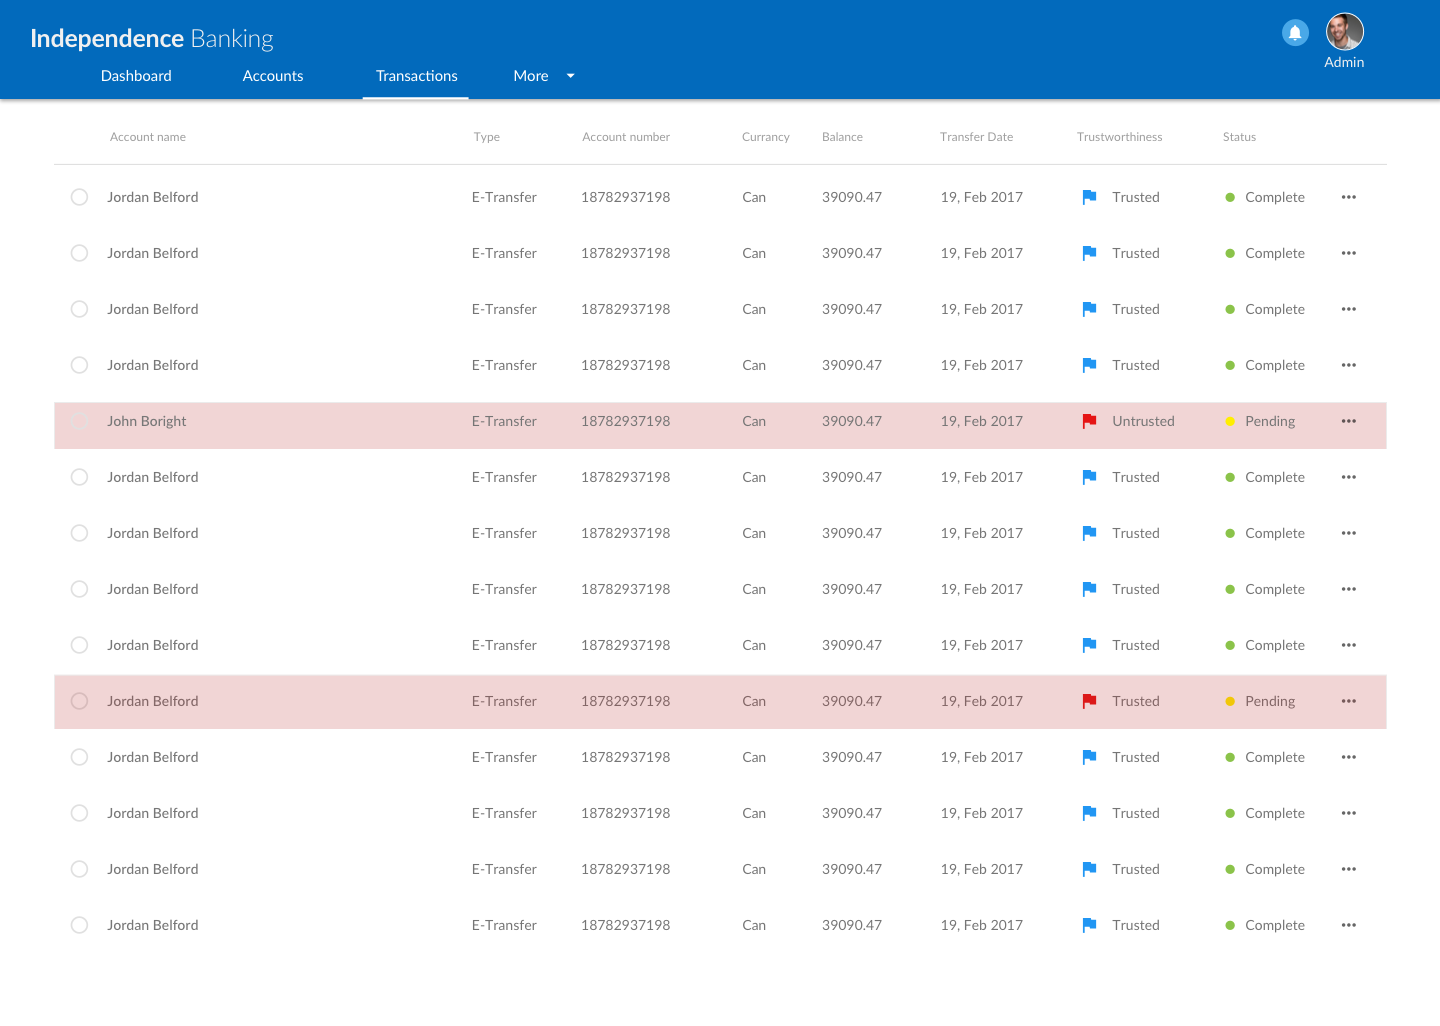 Independence Banking
Admin
Dashboard Accounts Transactions More
Account name Type Account number Currancy Balance Transfer Date Trustworthiness Status
Jordan Belford E-Transfer 18782937198 Can 39090.47 19, Feb 2017 Trusted Complete
Jordan Belford E-Transfer 18782937198 Can 39090.47 19, Feb 2017 Trusted Complete
Jordan Belford E-Transfer 18782937198 Can 39090.47 19, Feb 2017 Trusted Complete
Jordan Belford E-Transfer 18782937198 Can 39090.47 19, Feb 2017 Trusted Complete
John Boright E-Transfer 18782937198 Can 39090.47 19, Feb 2017 Untrusted Pending
Jordan Belford E-Transfer 18782937198 Can 39090.47 19, Feb 2017 Trusted Complete
Jordan Belford E-Transfer 18782937198 Can 39090.47 19, Feb 2017 Trusted Complete
Jordan Belford E-Transfer 18782937198 Can 39090.47 19, Feb 2017 Trusted Complete
Jordan Belford E-Transfer 18782937198 Can 39090.47 19, Feb 2017 Trusted Complete
Jordan Belford E-Transfer 18782937198 Can 39090.47 19, Feb 2017 Trusted Pending
Jordan Belford E-Transfer 18782937198 Can 39090.47 19, Feb 2017 Trusted Complete
Jordan Belford E-Transfer 18782937198 Can 39090.47 19, Feb 2017 Trusted Complete
Jordan Belford E-Transfer 18782937198 Can 39090.47 19, Feb 2017 Trusted Complete
Jordan Belford E-Transfer 18782937198 Can 39090.47 19, Feb 2017 Trusted Complete